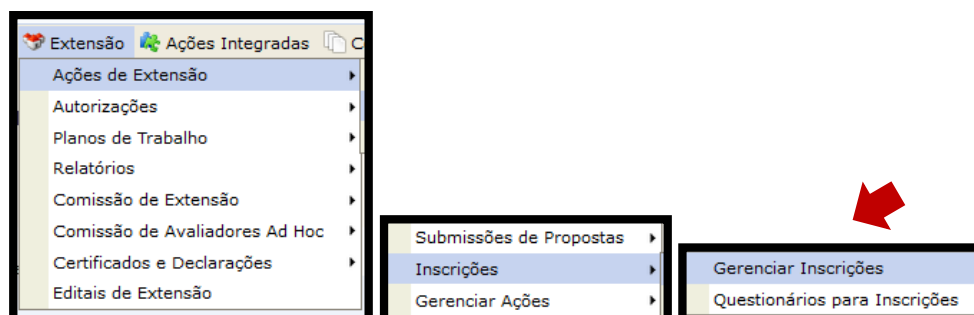 Extensão Ações Integradas C
Ações de Extensão
Autorizações
Planos de Trabalho
Relatórios
Comissão de Extensão
Comissão de Avaliadores Ad Hoc
Certificados e Declarações
Editais de Extensão
Submissões de Propostas
Inscrições
Gerenciar Ações
Gerenciar Inscrições
Questionários para Inscrições